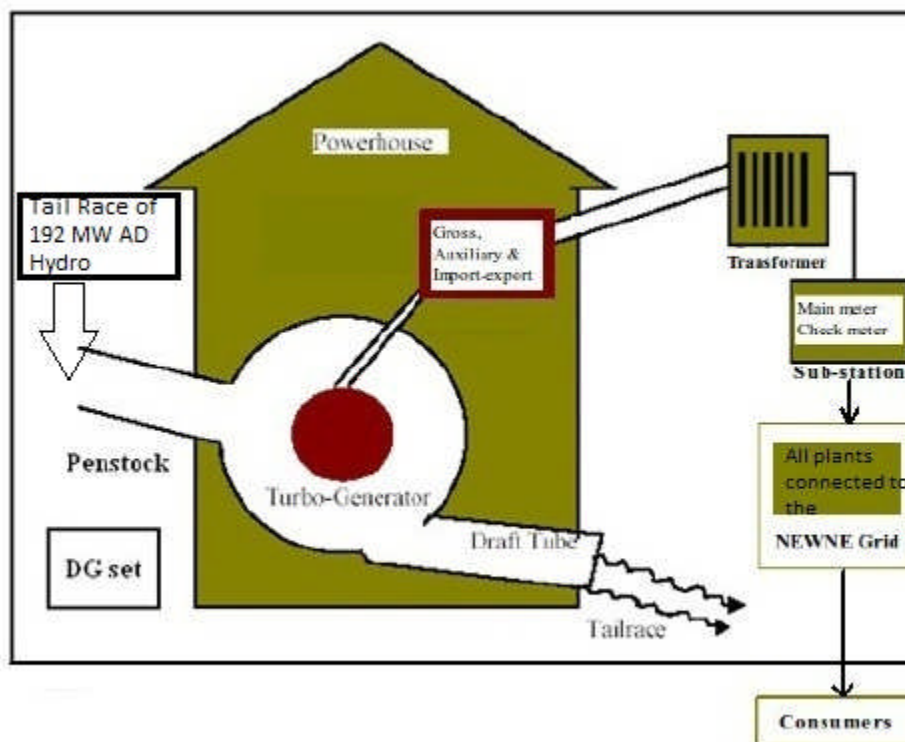 Powerhouse
Tail Race of
192 MW AD
Hydro
Gross,
Auxiliary &
Import-export
Transformer
Main meter
Check meter
Sub-station
Penstock
Turbo-Generator
All plants
connected to
the
NEWNE Grid
Draft Tube
DG set
Tailrace
Consumers